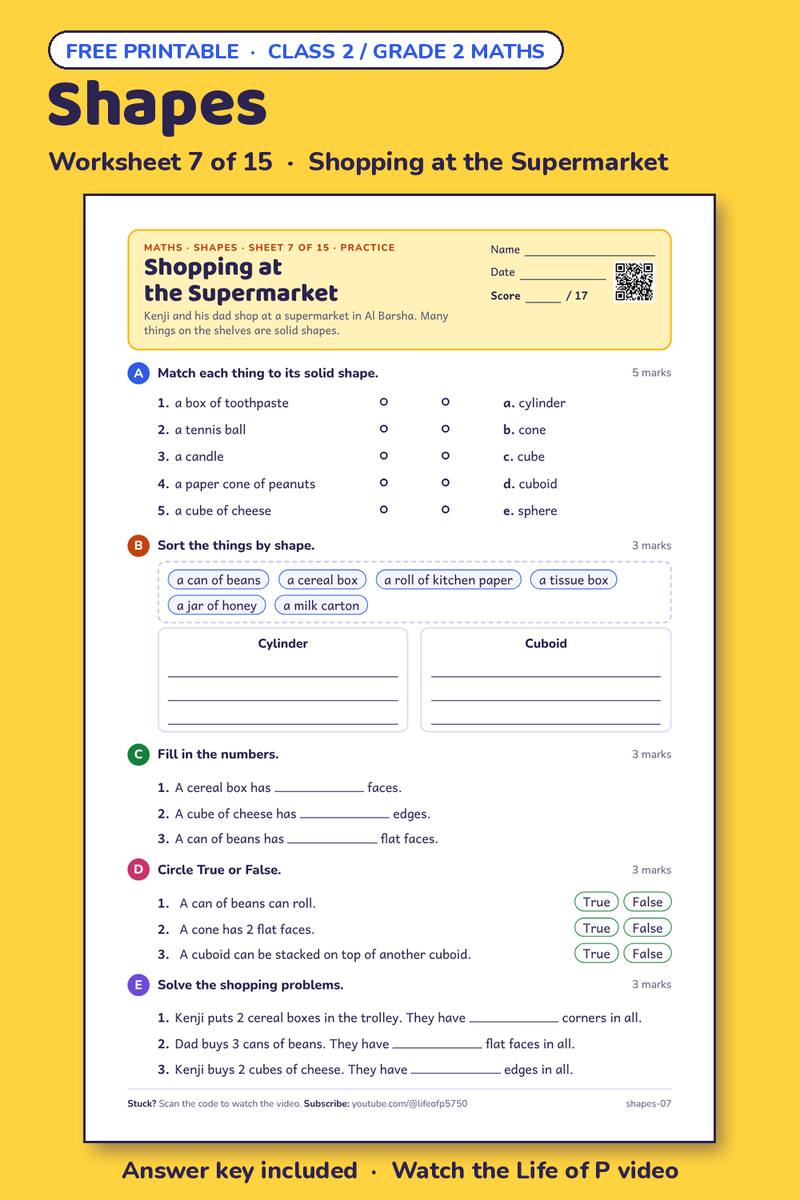 FREE PRINTABLE · CLASS 2 / GRADE 2 MATHS
Shapes
Worksheet 7 of 15 · Shopping at the Supermarket
MATHS · SHAPES · SHEET 7 OF 15 · PRACTICE
Shopping at
the Supermarket
Kenji and his dad shop at a supermarket in Al Barsha. Many
things on the shelves are solid shapes.
Name ____________
Date ____________
Score _____ / 17
A Match each thing to its solid shape. 5 marks
1. a box of toothpaste a. cylinder
2. a tennis ball b. cone
3. a candle c. cube
4. a paper cone of peanuts d. cuboid
5. a cube of cheese e. sphere
B Sort the things by shape. 3 marks
a can of beans a cereal box a roll of kitchen paper a tissue box
a jar of honey a milk carton
Cylinder Cuboid
C Fill in the numbers. 3 marks
1. A cereal box has ____________ faces.
2. A cube of cheese has ____________ edges.
3. A can of beans has ____________ flat faces.
D Circle True or False. 3 marks
1. A can of beans can roll. True False
2. A cone has 2 flat faces. True False
3. A cuboid can be stacked on top of another cuboid. True False
E Solve the shopping problems. 3 marks
1. Kenji puts 2 cereal boxes in the trolley. They have ____________ corners in all.
2. Dad buys 3 cans of beans. They have ____________ flat faces in all.
3. Kenji buys 2 cubes of cheese. They have ____________ edges in all.
Stuck? Scan the code to watch the video. Subscribe: youtube.com/@lifeofp5750 shapes-07
Answer key included · Watch the Life of P video